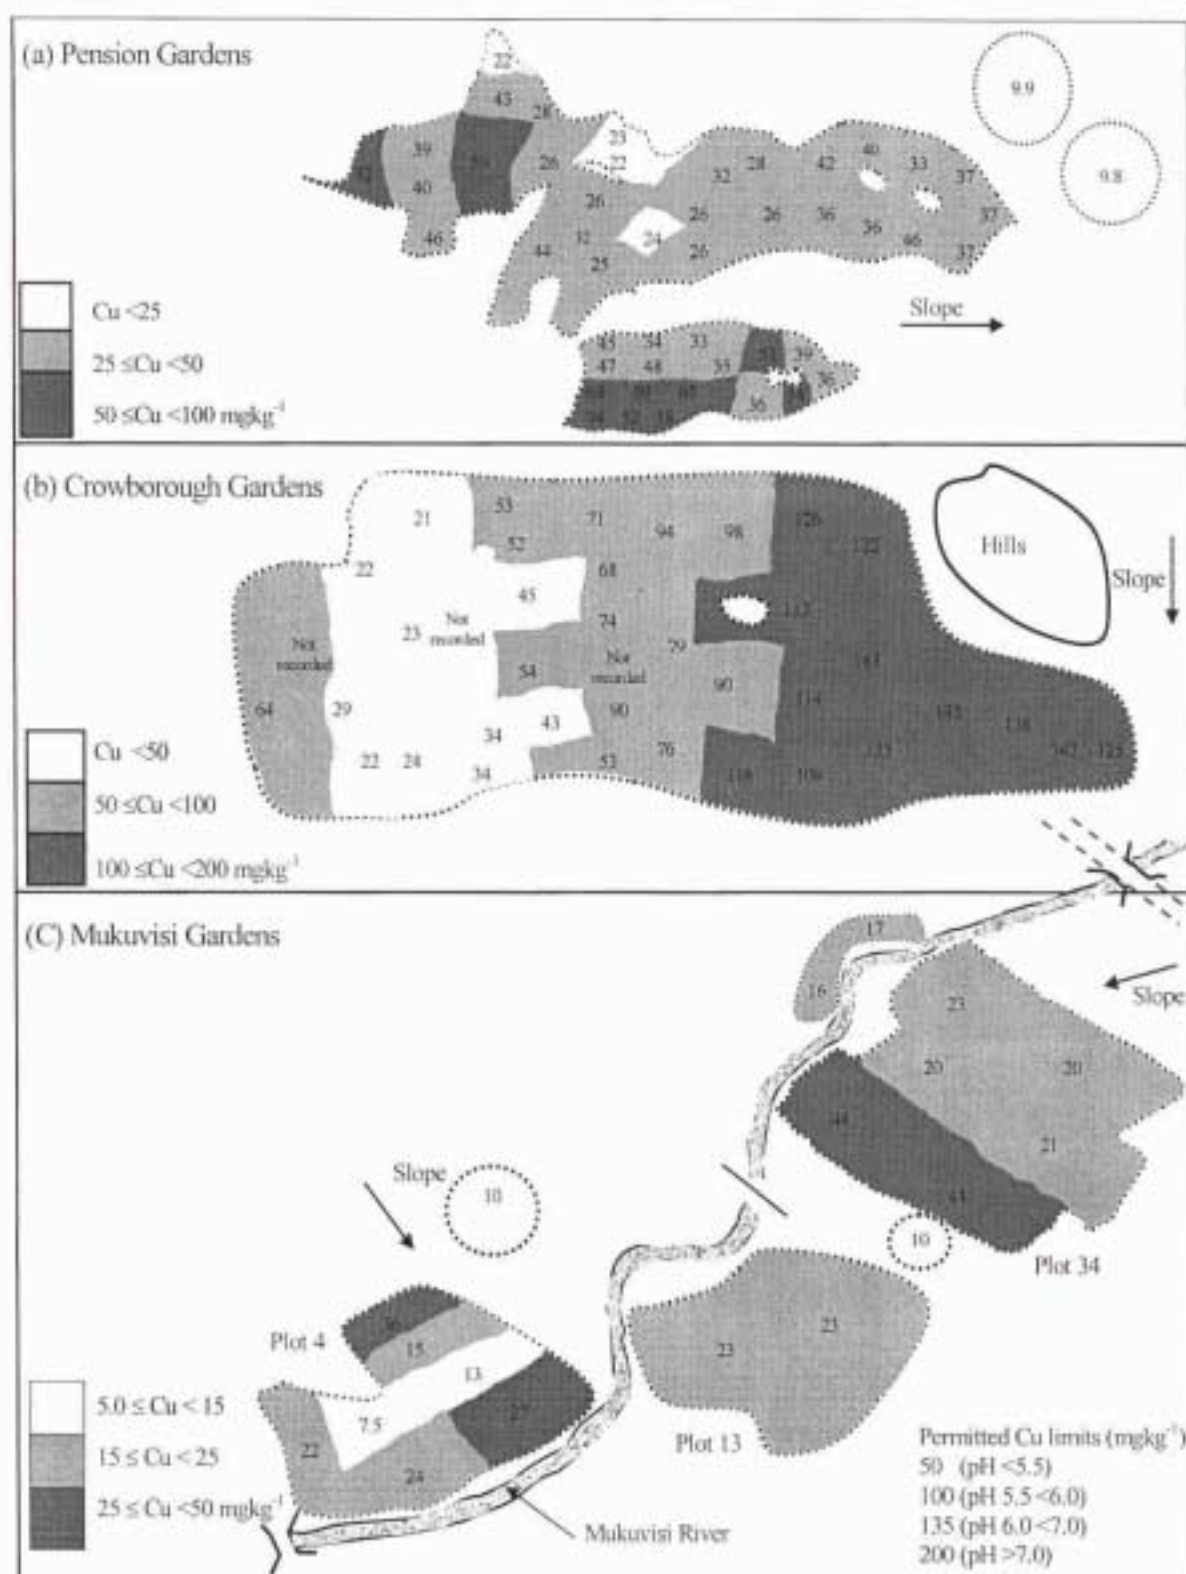 (a) Pension Gardens
22
43
28
23
22
39
26
40
46
26
32
28
42
40
33
37
9.9
9.8
26
26
36
36
37
44
24
25
26
46
37
Cu <25
25 ≤Cu <50
50 ≤Cu <100 mgkg⁻¹
Slope
45
34
33
39
47
48
36
36
52
(b) Crowborough Gardens
21
53
71
94
98
126
122
52
22
45
68
Hills
Slope
23
Not
recorded
74
79
Not
recorded
54
Not
recorded
90
64
29
43
90
114
34
22
24
34
53
76
Cu <50
50 ≤Cu <100
100 ≤Cu <200 mgkg⁻¹
(C) Mukuvisi Gardens
17
16
23
Slope
20
20
44
21
Slope
10
10
Plot 34
Plot 4
15
13
23
23
27
7.5
22
24
Plot 13
5.0 ≤ Cu < 15
15 ≤ Cu < 25
25 ≤ Cu <50 mgkg⁻¹
Mukuvisi River
Permitted Cu limits (mgkg⁻¹)
50 (pH <5.5)
100 (pH 5.5 <6.0)
135 (pH 6.0 <7.0)
200 (pH >7.0)